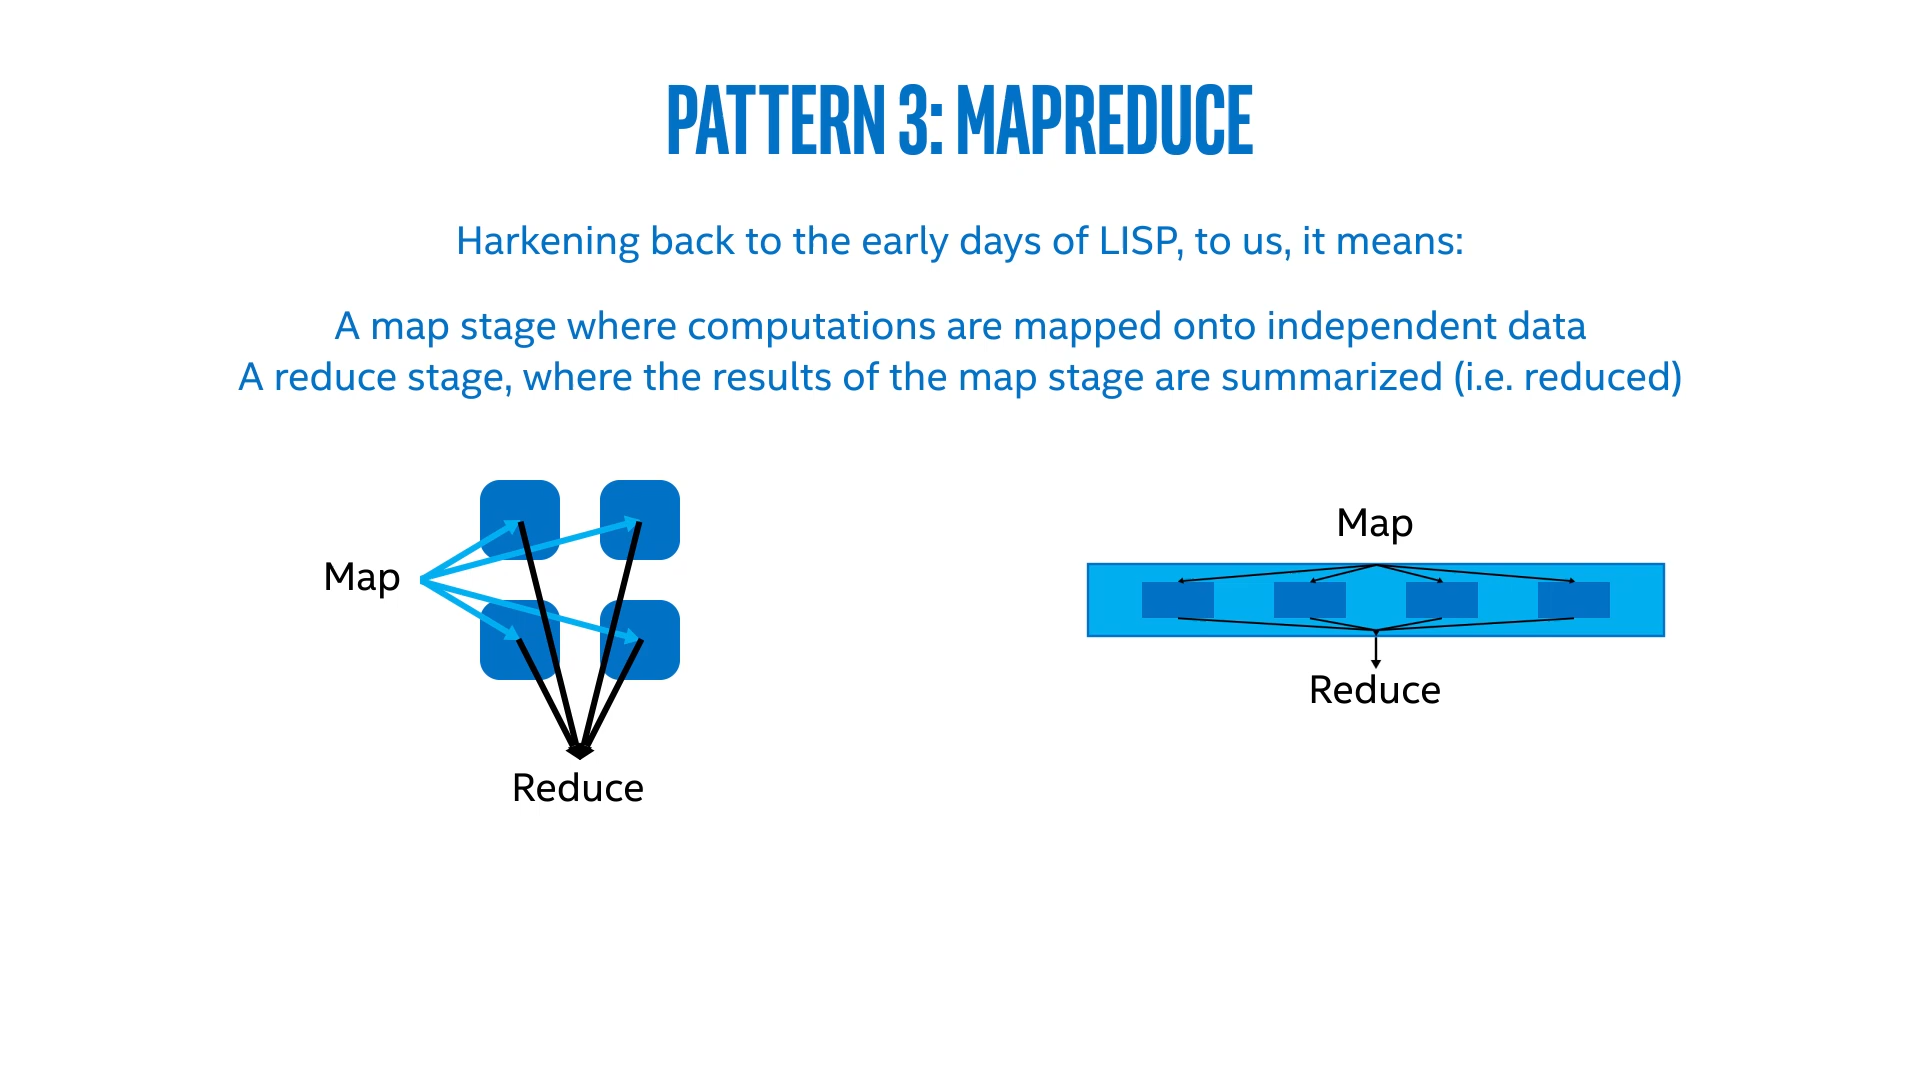 PATTERN 3: MAPREDUCE
Harkening back to the early days of LISP, to us, it means:
A map stage where computations are mapped onto independent data
A reduce stage, where the results of the map stage are summarized (i.e. reduced)
Map
Reduce
Map
Reduce